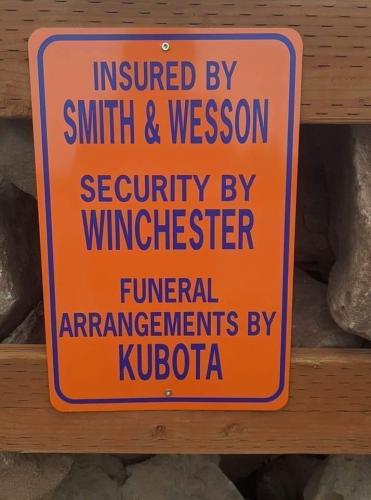 INSURED BY
SMITH & WESSON
SECURITY BY
WINCHESTER
FUNERAL
ARRANGEMENTS BY
KUBOTA